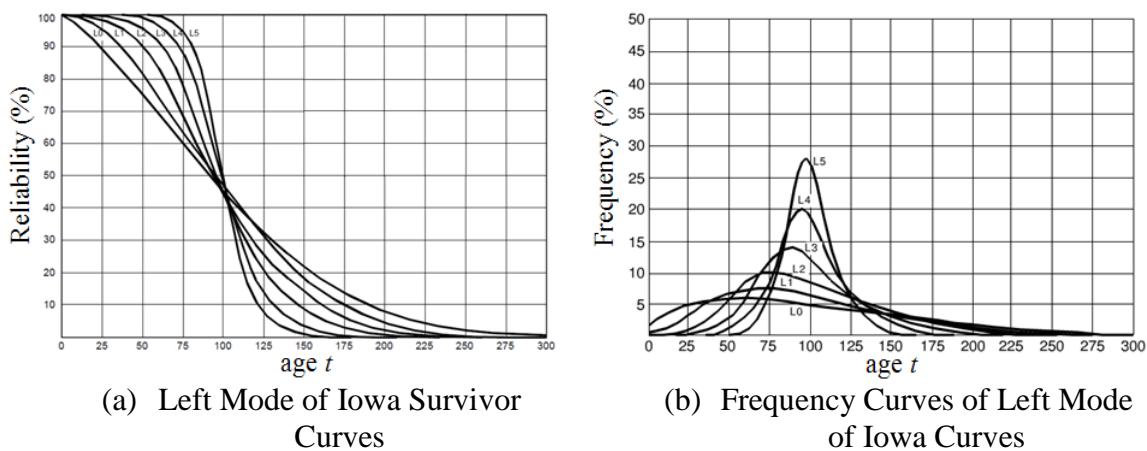 100
90
80
70
60
50
40
30
20
10
L0 L1 L2 L3 L4 L5
Reliability (%)
0 25 50 75 100 125 150 175 200 225 250 275 300
age t
(a) Left Mode of Iowa Survivor
Curves
50
45
40
35
30
25
20
15
10
5
L5
L4
L3
L2
L1
L0
Frequency (%)
0 25 50 75 100 125 150 175 200 225 250 275 300
age t
(b) Frequency Curves of Left Mode
of Iowa Curves